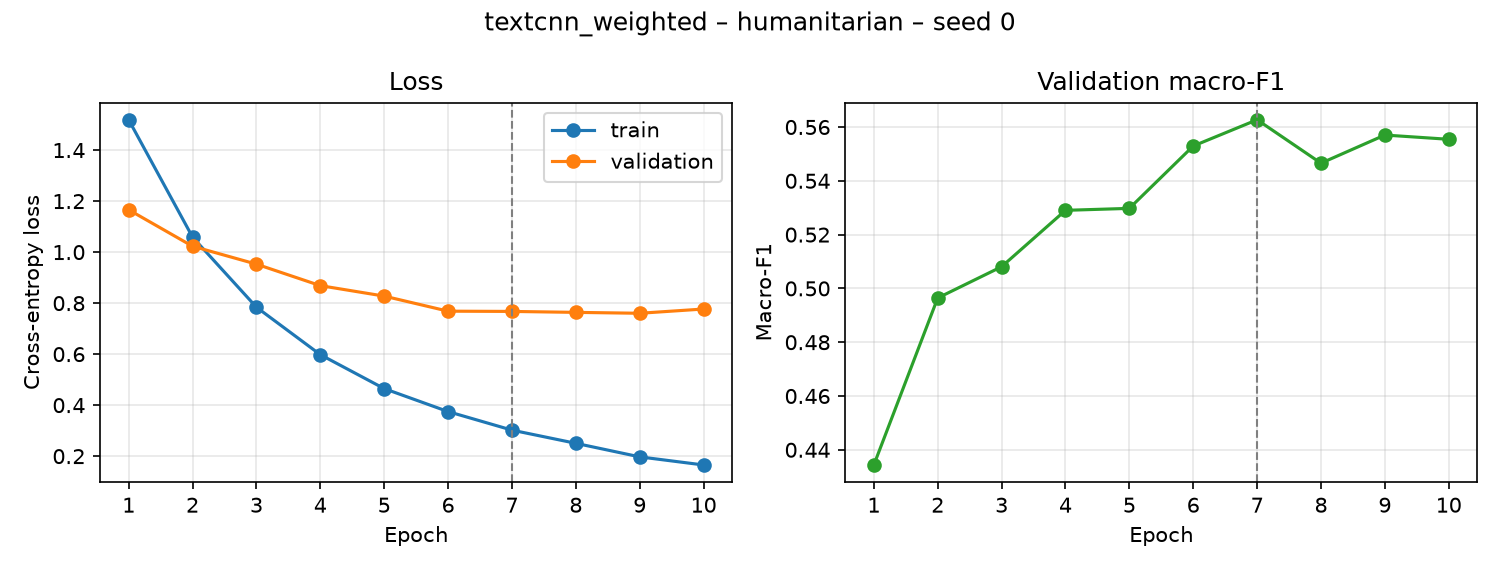 textcnn_weighted – humanitarian – seed 0
Loss
1.4
1.2
1.0
0.8
0.6
0.4
0.2
Cross-entropy loss
train
validation
1 2 3 4 5 6 7 8 9 10
Epoch
Validation macro-F1
0.56
0.54
0.52
0.50
0.48
0.46
0.44
Macro-F1
1 2 3 4 5 6 7 8 9 10
Epoch